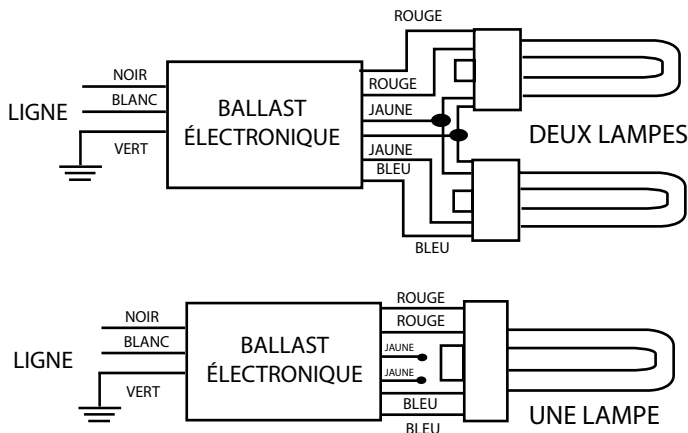 ROUGE
NOIR
ROUGE
BLANC
BALLAST
ÉLECTRONIQUE
JAUNE
LIGNE
DEUX LAMPES
VERT
JAUNE
BLEU
BLEU
ROUGE
NOIR
ROUGE
BLANC
BALLAST
ÉLECTRONIQUE
JAUNE
LIGNE
JAUNE
VERT
BLEU
UNE LAMPE
BLEU